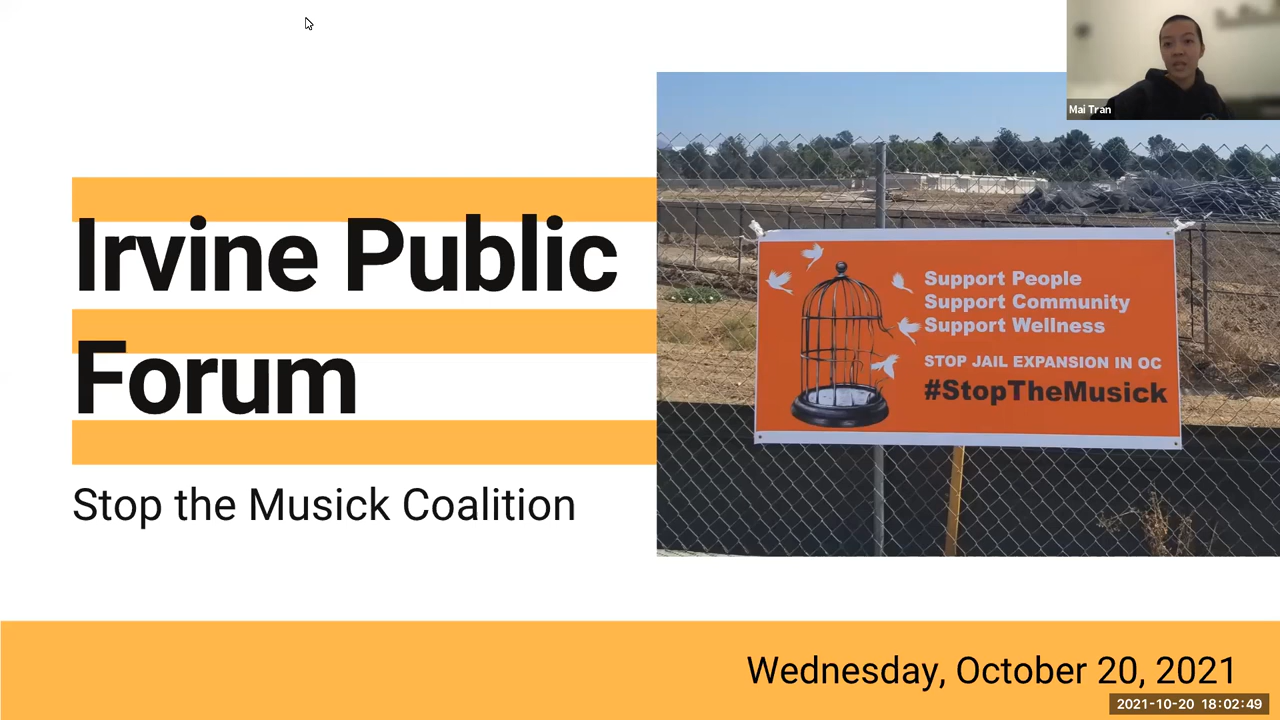 Mai Tran
Irvine Public
Forum
Stop the Musick Coalition
Support People
Support Community
Support Wellness
STOP JAIL EXPANSION IN OC
#StopTheMusick
Wednesday, October 20, 2021
2021-10-20 18:02:49